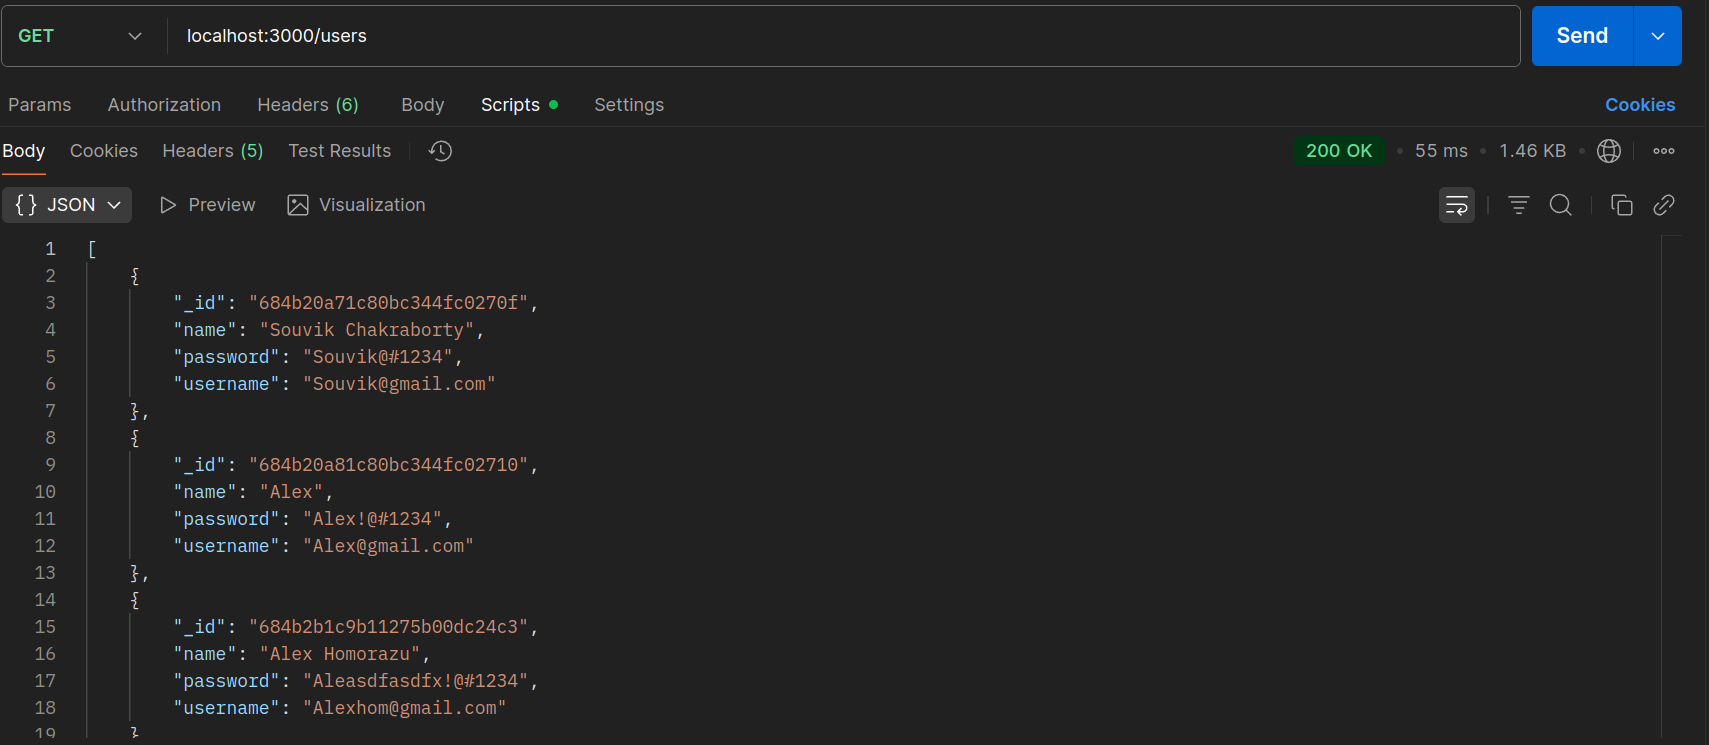 GET localhost:3000/users Send
Params Authorization Headers (6) Body Scripts Settings Cookies
Body Cookies Headers (5) Test Results 200 OK • 55 ms • 1.46 KB •
{} JSON Preview Visualization
1 [
2 {
3 "_id": "684b20a71c80bc344fc0270f",
4 "name": "Souvik Chakraborty",
5 "password": "Souvik@#1234",
6 "username": "Souvik@gmail.com"
7 },
8 {
9 "_id": "684b20a81c80bc344fc02710",
10 "name": "Alex",
11 "password": "Alex!@#1234",
12 "username": "Alex@gmail.com"
13 },
14 {
15 "_id": "684b2b1c9b11275b00dc24c3",
16 "name": "Alex Homorazu",
17 "password": "Aleasdfasdfx!@#1234",
18 "username": "Alexhom@gmail.com"
19 }